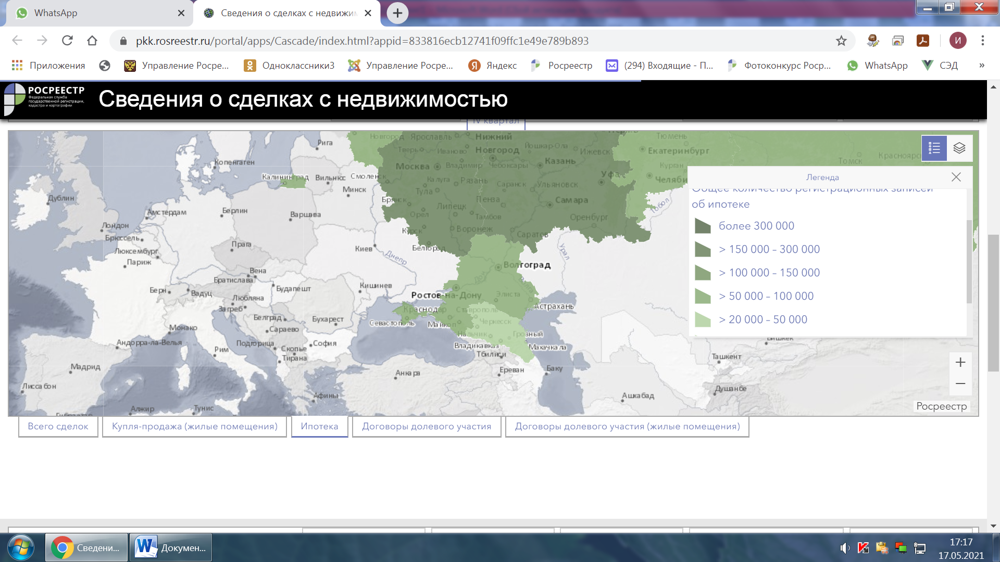 WhatsApp
Сведения о сделках с недвижим
pkk.rosreestr.ru/portal/apps/Cascade/index.html?appid=833816ecb12741f09ffc1e49e789b893
И
Приложения
Управление Росре...
Одноклассники3
Управление Росре...
Яндекс
Росреестр
(294) Входящие - П...
Фотоконкурс Роср...
WhatsApp
СЭД
»
РОСРЕЕСТР
Федеральная служба
государственной регистрации,
кадастра и картографии
Сведения о сделках с недвижимостью
IV квартал
Рига
Новгород
Ярославль
Нижний
Новгород
Пермь
Тюмень
Копенгаген
Тверь
Иваново
Йошкар-Ола
Ижевск
Екатеринбург
Томск
Красноярск
Калининград
Вильнюс
Смоленск
Москва
Владимир
Чебоксары
Казань
Курган
Дублин
Минск
Калуга
Рязань
Саранск
Ульяновск
Уфа
Челяби
Амстердам
Берлин
Варшава
Брянск
Тула
Пенза
Самара
Тобол
Лондон
Орёл
Липецк
Тамбов
Оренбург
Брюссель
Прага
Киев
Курск
Воронеж
Саратов
Люксембург
Днепр
Белгород
Урал
Париж
Вена
Волгоград
Берн
Вадуц
Братислава
Будапешт
Кишинев
Дон
Волга
Любляна
Ростов-на-Дону
Элиста
Загреб
Краснодар
Ставрополь
Астрахань
Белград
Бухарест
Севастополь
Майкоп
Черкесск
Монако
Сараево
Нальчик
Грозный
Андорра-ла-Велья
Рим
Подгорица
Скопье
София
Владикавказ
Махачкала
Тирана
Тбилиси
Бишкек
Мадрид
Анкара
Ереван
Баку
Ташкент
Лиссабон
Афины
Ашхабад
Душанбе
Гибралтар
Алжир
Тунис
Легенда
Общее количество регистрационных записей
об ипотеке
более 300 000
> 150 000 – 300 000
> 100 000 – 150 000
> 50 000 – 100 000
> 20 000 – 50 000
+
−
Росреестр
Всего сделок
Купля-продажа (жилые помещения)
Ипотека
Договоры долевого участия
Договоры долевого участия (жилые помещения)
Сведени...
Докумен...
17:17
17.05.2021